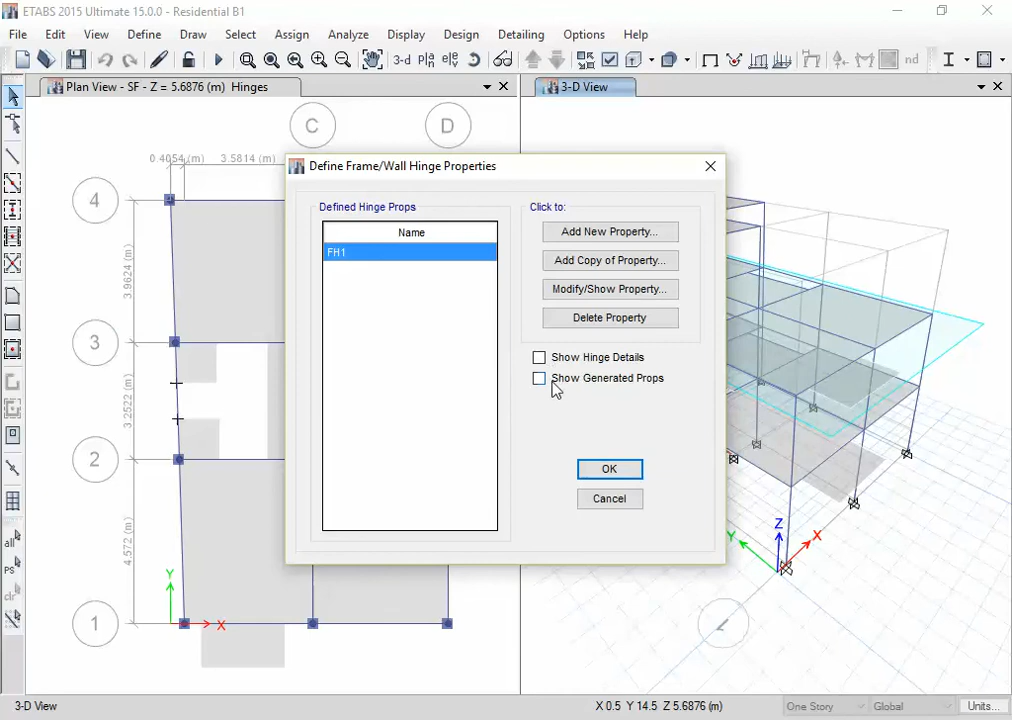 ETABS 2015 Ultimate 15.0.0 - Residential B1
File Edit View Define Draw Select Assign Analyze Display Design Detailing Options Help
3-d
nd
Plan View - SF - Z = 5.6876 (m) Hinges
3-D View
C
D
0.4054 (m)
3.5814 (m)
4
3.9624 (m)
3
3.2522 (m)
2
4.572 (m)
1
Y
X
all
PS
clr
Define Frame/Wall Hinge Properties
Defined Hinge Props
Name
FH1
Click to:
Add New Property...
Add Copy of Property...
Modify/Show Property...
Delete Property
Show Hinge Details
Show Generated Props
OK
Cancel
Z
Y
X
3-D View
X 0.5 Y 14.5 Z 5.6876 (m)
One Story
Global
Units...